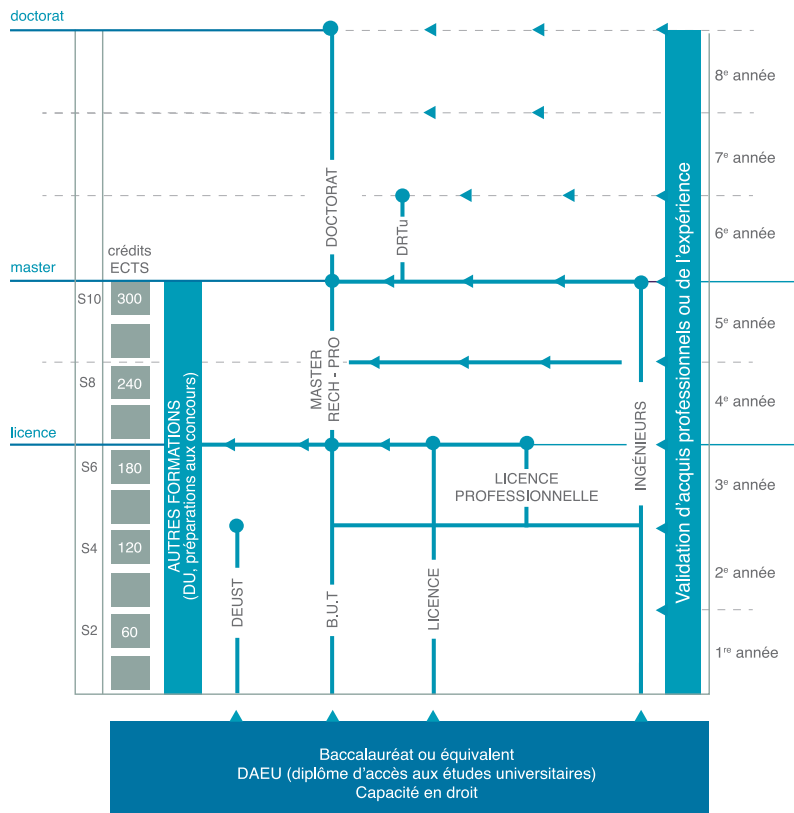 doctorat
8e année
7e année
DOCTORAT
DRTu
6e année
crédits
ECTS
master
S10
300
5e année
MASTER
RECH - PRO
S8
240
4e année
licence
S6
180
LICENCE
PROFESSIONNELLE
INGÉNIEURS
3e année
AUTRES FORMATIONS
(DU, préparations aux concours)
Validation d'acquis professionnels ou de l'expérience
S4
120
2e année
DEUST
B.U.T
LICENCE
S2
60
1re année
Baccalauréat ou équivalent
DAEU (diplôme d'accès aux études universitaires)
Capacité en droit